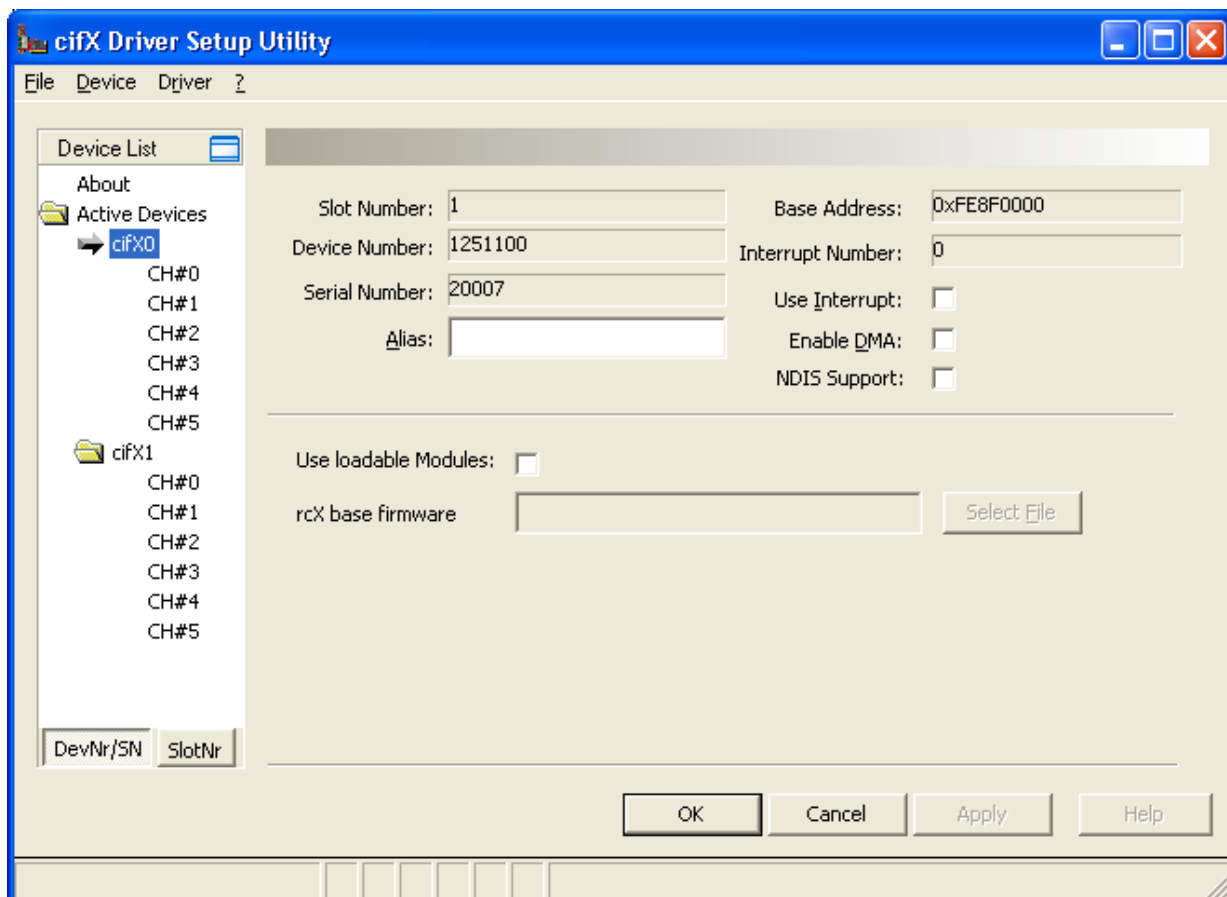 cifX Driver Setup Utility
File Device Driver ?
Device List
About
Active Devices
cifX0
CH#0
CH#1
CH#2
CH#3
CH#4
CH#5
cifX1
CH#0
CH#1
CH#2
CH#3
CH#4
CH#5
DevNr/SN SlotNr
Slot Number: 1
Device Number: 1251100
Serial Number: 20007
Alias:
Base Address: 0xFE8F0000
Interrupt Number: 0
Use Interrupt:
Enable DMA:
NDIS Support:
Use loadable Modules:
rcX base firmware Select File
OK Cancel Apply Help